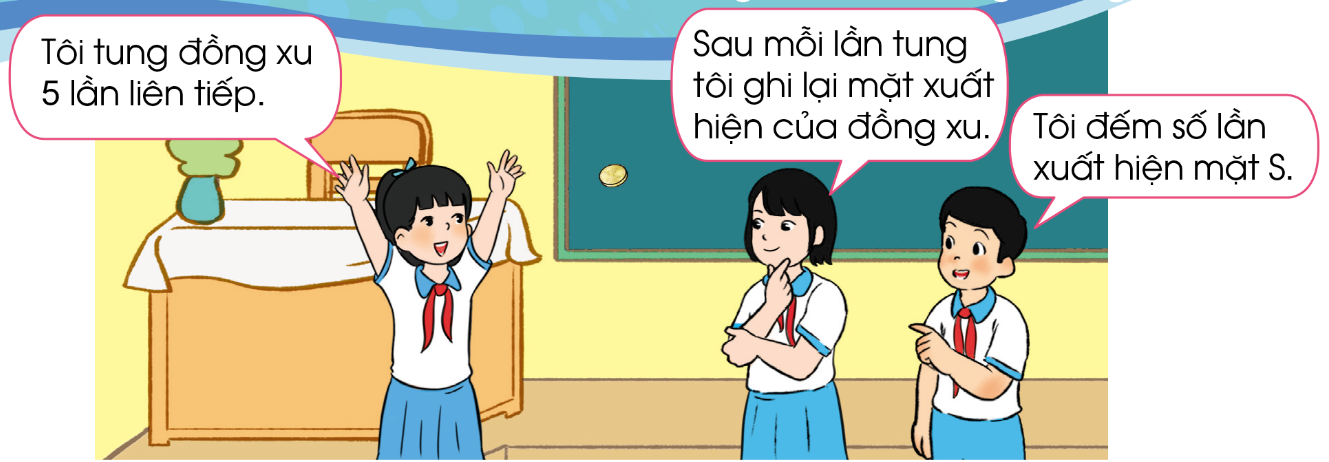 Tôi tung đồng xu
5 lần liên tiếp.
Sau mỗi lần tung
tôi ghi lại mặt xuất
hiện của đồng xu.
Tôi đếm số lần
xuất hiện mặt S.